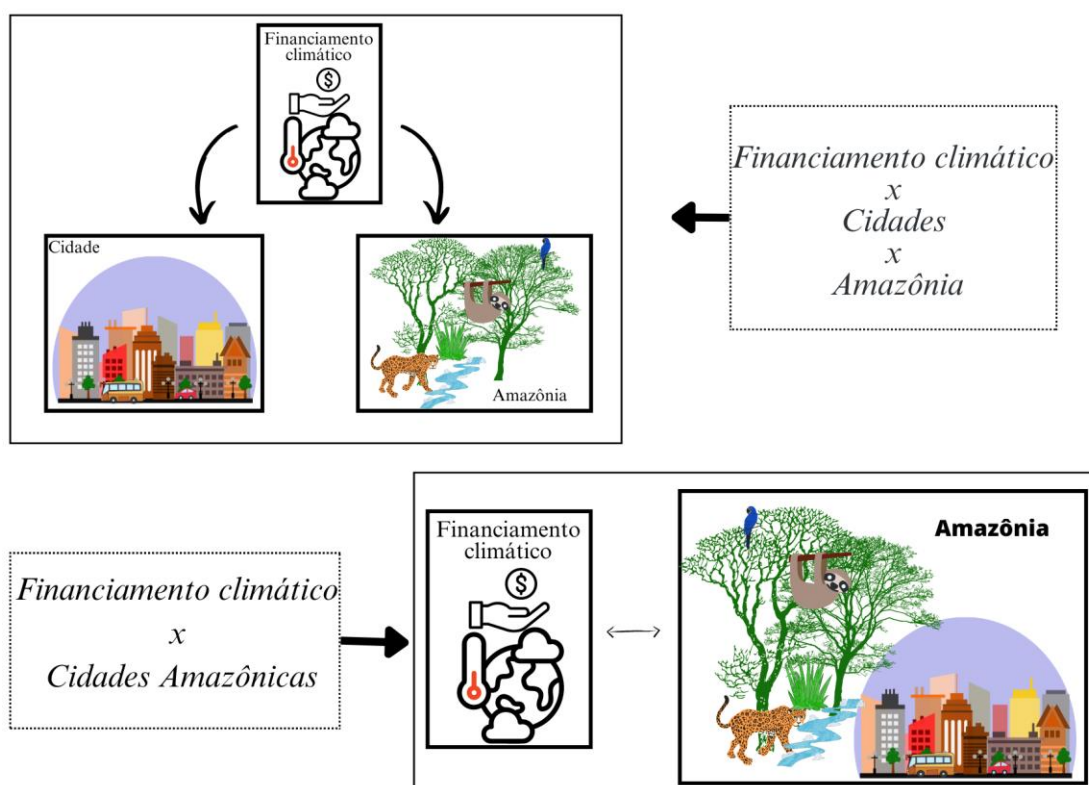 Financiamento
climático
$
Cidade
Amazônia
Financiamento climático
x
Cidades
x
Amazônia
Financiamento climático
x
Cidades Amazônicas
Financiamento
climático
$
Amazônia